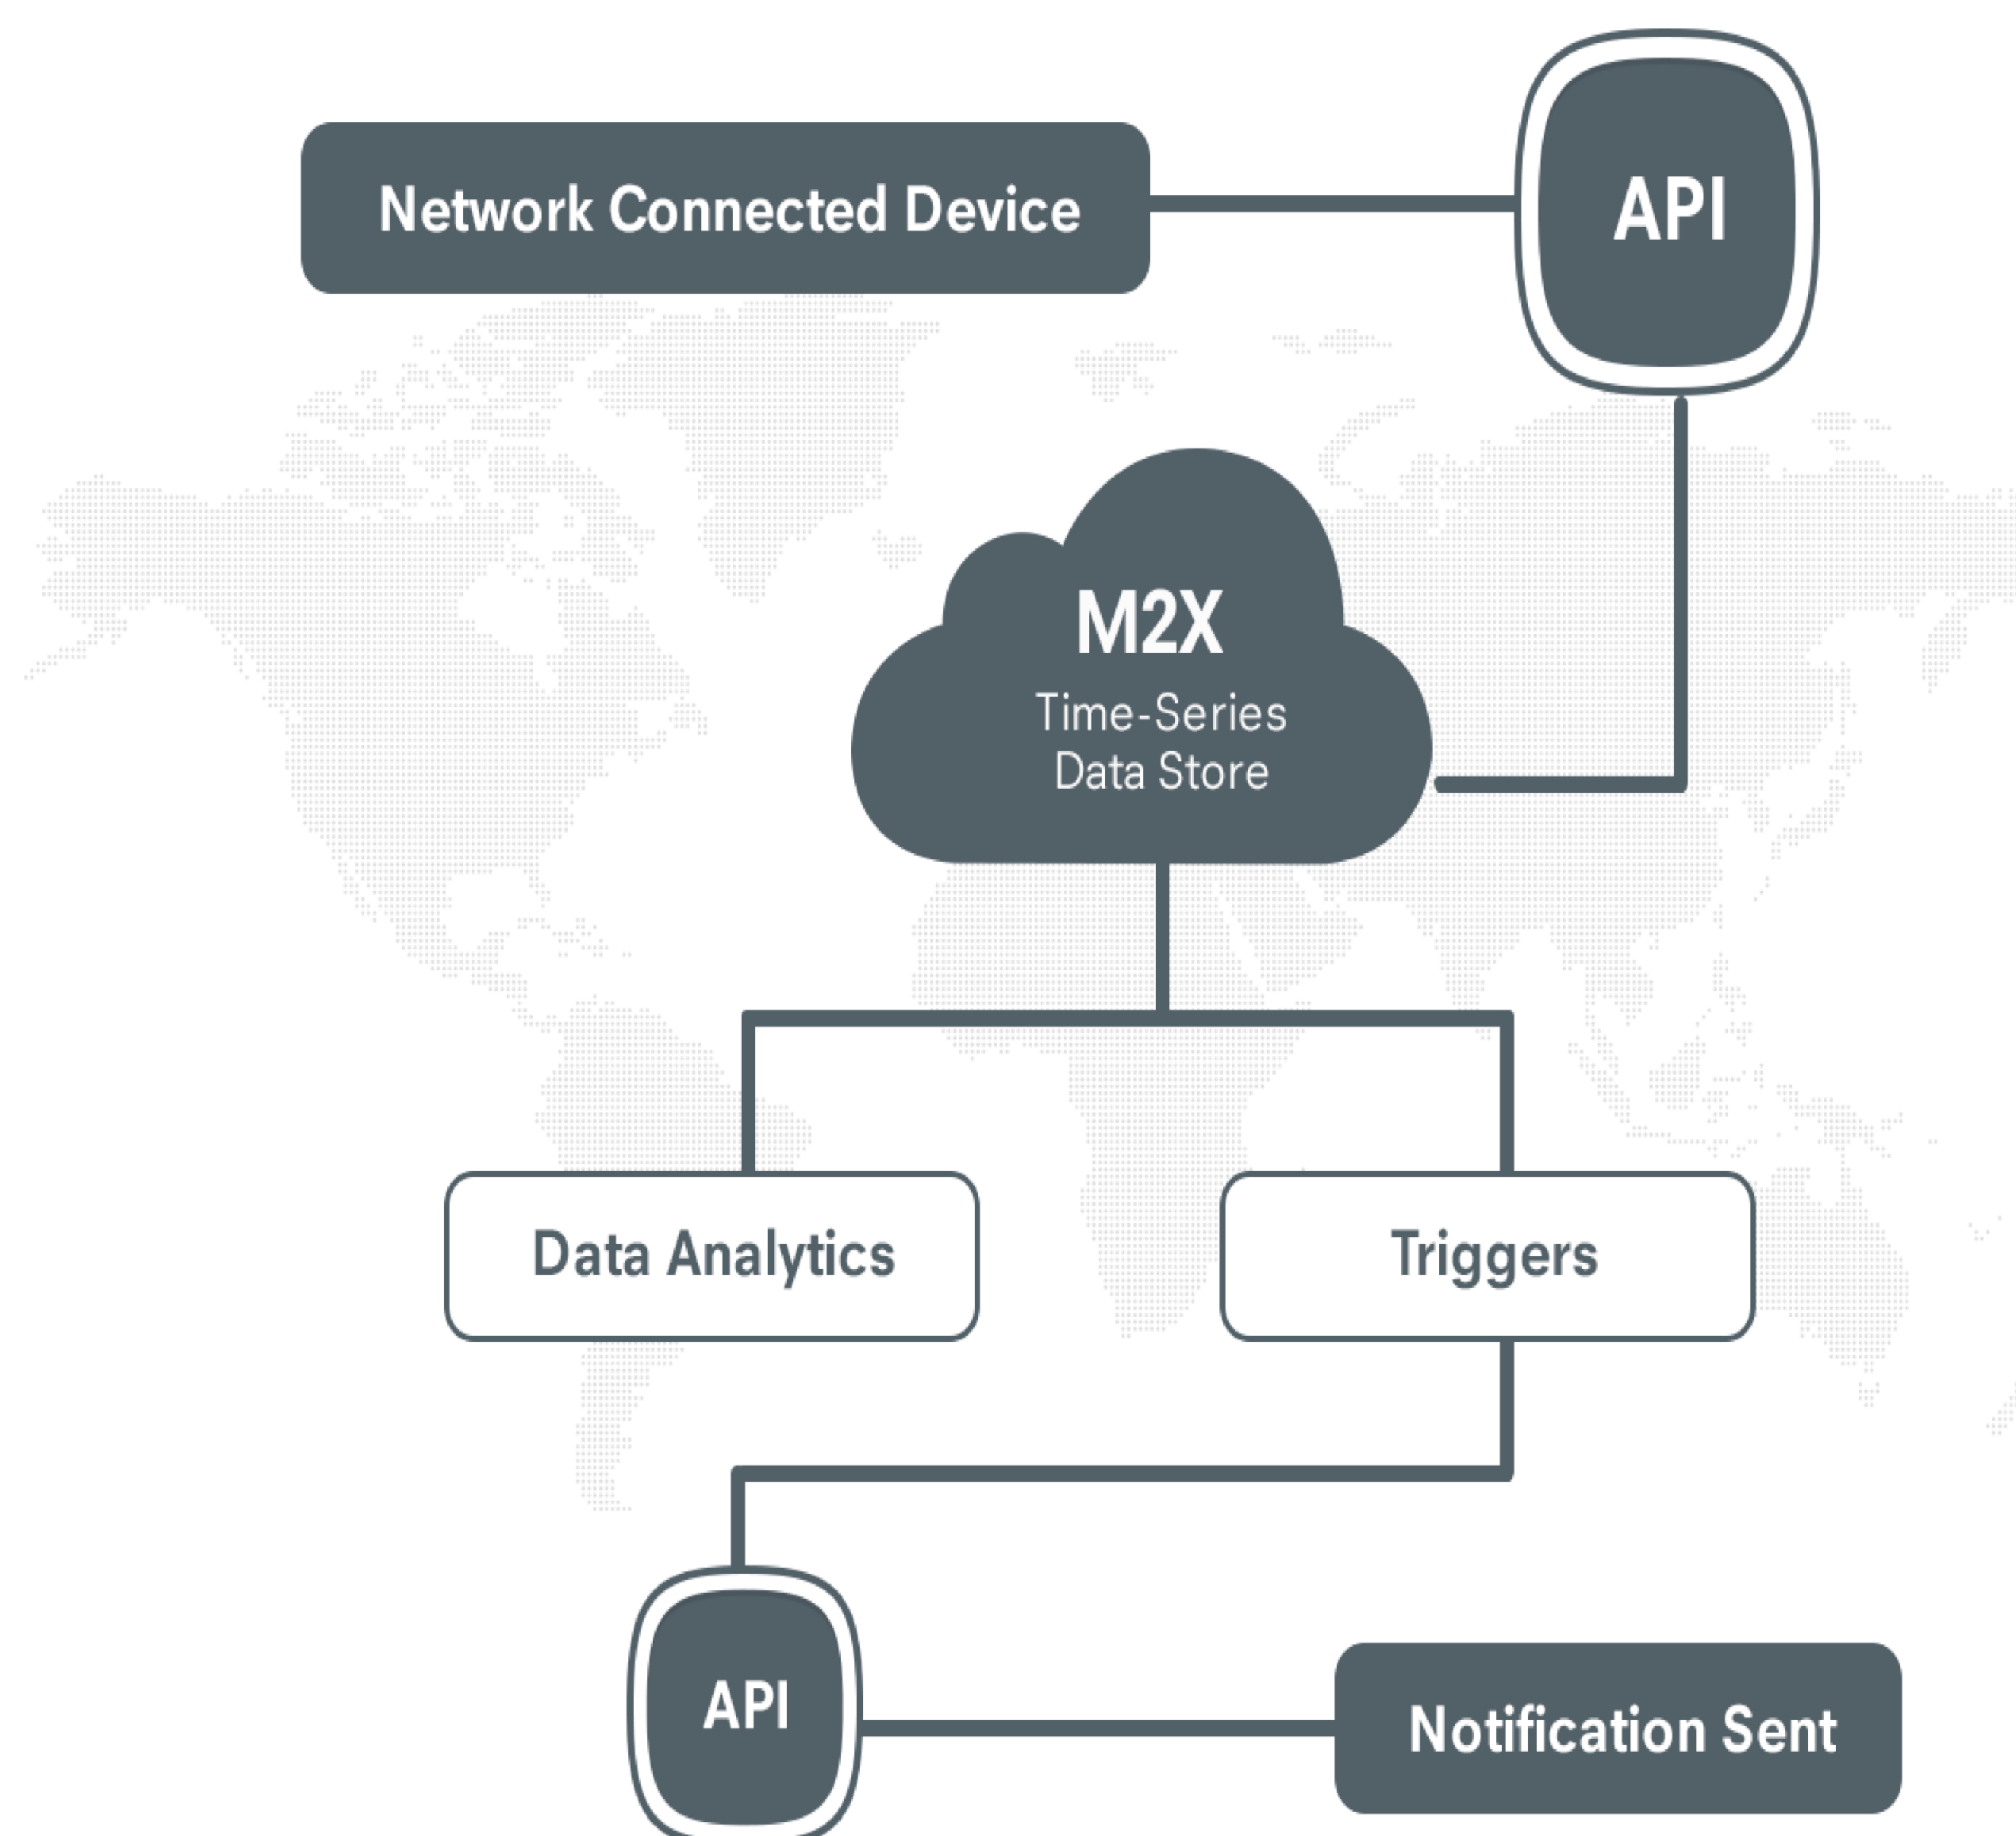 Network Connected Device
API
M2X
Time-Series
Data Store
Data Analytics
Triggers
API
Notification Sent